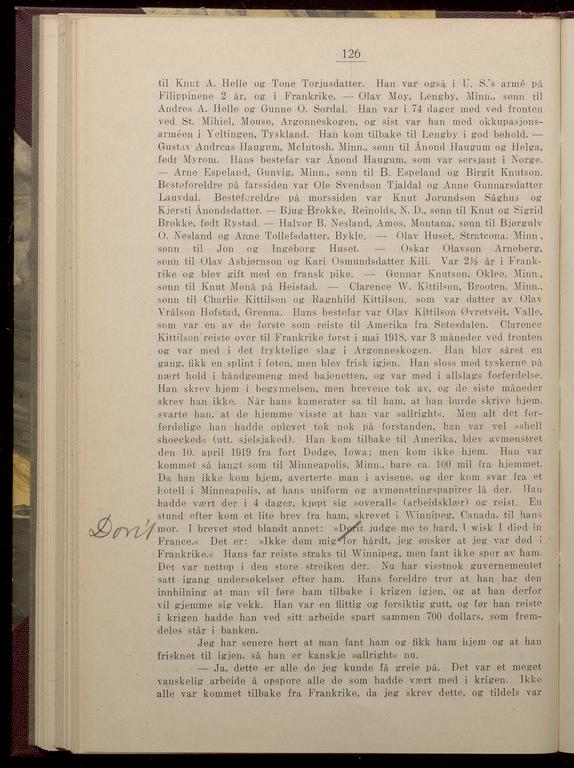 126
til Knut A. Helle og Tone Torjusdatter. Han var også i U. S.'s armé på
Filippinene 2 år, og i Frankrike. — Olav Moy, Lengby, Minn., sønn til
Andres A. Helle og Gunne O. Sordal. Han var i 74 dager med ved fronten
ved St. Mihiel, Mouse, Argonneskogen, og sist var han med okkupasjons-
arméen i Yeltingen, Tyskland. Han kom tilbake til Lengby i god behold. —
Gustav Andreas Haugum, McIntosh, Minn., sønn til Ånond Haugum og Helga,
født Myrom. Hans bestefar var Ånond Haugum, som var sersjant i Norge.
— Arne Espeland, Gunvig, Minn., sønn til B. Espeland og Birgit Knutson.
Besteforeldre på farssiden var Ole Svendson Tjaldal og Anne Gunnarsdatter
Lauvdal. Besteforeldre på morssiden var Knut Jorundson Såghus og
Kjersti Ånondsdatter. — Bjug Brokke, Reinolds, N. D., sønn til Knut og Sigrid
Brokke, født Rystad. — Halvor B. Nesland, Amos, Montana, sønn til Bjørgulv
O. Nesland og Anne Tollefsdatter, Bykle. — Olav Huset, Stratcona, Minn.,
sønn til Jon og Ingeborg Huset. — Oskar Olavson Arneberg,
sønn til Olav Asbjørnson og Kari Osmundsdatter Kili. Var 2½ år i Frank-
rike og blev gift med en fransk pike. — Gunnar Knutson, Oklee, Minn.,
sønn til Knut Moná på Heistad. — Clarence W. Kittilson, Brooten, Minn.,
sønn til Charlie Kittilson og Ragnhild Kittilson, som var datter av Olav
Vrålson Hofstad, Grenna. Hans bestefar var Olav Kittilson Øvretveit, Valle,
som var en av de første som reiste til Amerika fra Setesdalen. Clarence
Kittilson reiste over til Frankrike først i mai 1918, var 3 måneder ved fronten
og var med i det fryktelige slag i Argonneskogen. Han blev såret en
gang, fikk en splint i foten, men blev frisk igjen. Han sloss med tyskerne på
nært hold i håndgemeng med bajonetten, og var med i allslags forferdelse.
Han skrev hjem i begynnelsen, men brevene tok av, og de siste måneder
skrev han ikke. Når hans kamerater sa til ham, at han burde skrive hjem,
svarte han, at de hjemme visste at han var »allright«. Men alt det for-
ferdelige han hadde oplevet tok nok på forstanden, han var vel »shell
shoecked« (utt. sjelsjaked). Han kom tilbake til Amerika, blev avmønstret
den 10. april 1919 fra fort Dodge, Iowa; men kom ikke hjem. Han var
kommet så langt som til Minneapolis, Minn., bare ca. 100 mil fra hjemmet.
Da han ikke kom hjem, averterte man i avisene, og der kom svar fra et
hotell i Minneapolis, at hans uniform og avmønstringspapirer lå der. Han
hadde vært der i 4 dager, kjøpt sig »overall« (arbeidsklær) og reist. En
stund efter kom et lite brev fra ham, skrevet i Winnipeg, Canada, til hans
mor. I brevet stod blandt annet: »Dorit judge me to hard, I wisk I died in
Dorit
France.« Det er: »Ikke døm mig for hårdt, jeg ønsker at jeg var død i
Frankrike.« Hans far reiste straks til Winnipeg, men fant ikke spor av ham.
Det var nettop i den store streiken der. Nu har visstnok guvernementet
satt igang undersøkelser efter ham. Hans foreldre tror at han har den
innbilning at man vil føre ham tilbake i krigen igjen, og at han derfor
vil gjemme sig vekk. Han var en flittig og forsiktig gutt, og før han reiste
i krigen hadde han ved sitt arbeide spart sammen 700 dollars, som frem-
deles står i banken.
Jeg har senere hørt at man fant ham og fikk ham hjem og at han
frisknet til igjen, så han er kanskje »allright« nu.
— Ja, dette er alle de jeg kunde få greie på. Det var et meget
vanskelig arbeide å opspore alle de som hadde vært med i krigen. Ikke
alle var kommet tilbake fra Frankrike, da jeg skrev dette, og tildels var